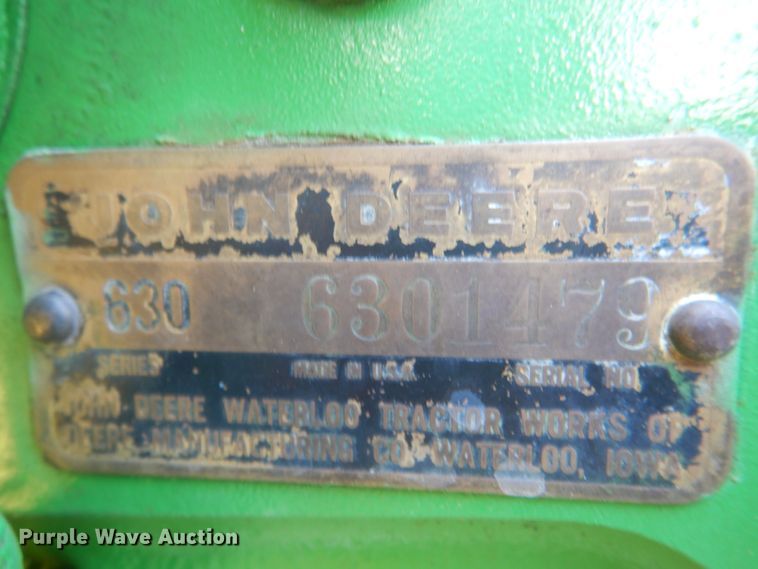 JOHN DEERE
630 6301479
SERIES MADE IN U.S.A. SERIAL NO.
JOHN DEERE WATERLOO TRACTOR WORKS OF
DEERE MANUFACTURING CO. WATERLOO, IOWA
Purple Wave Auction